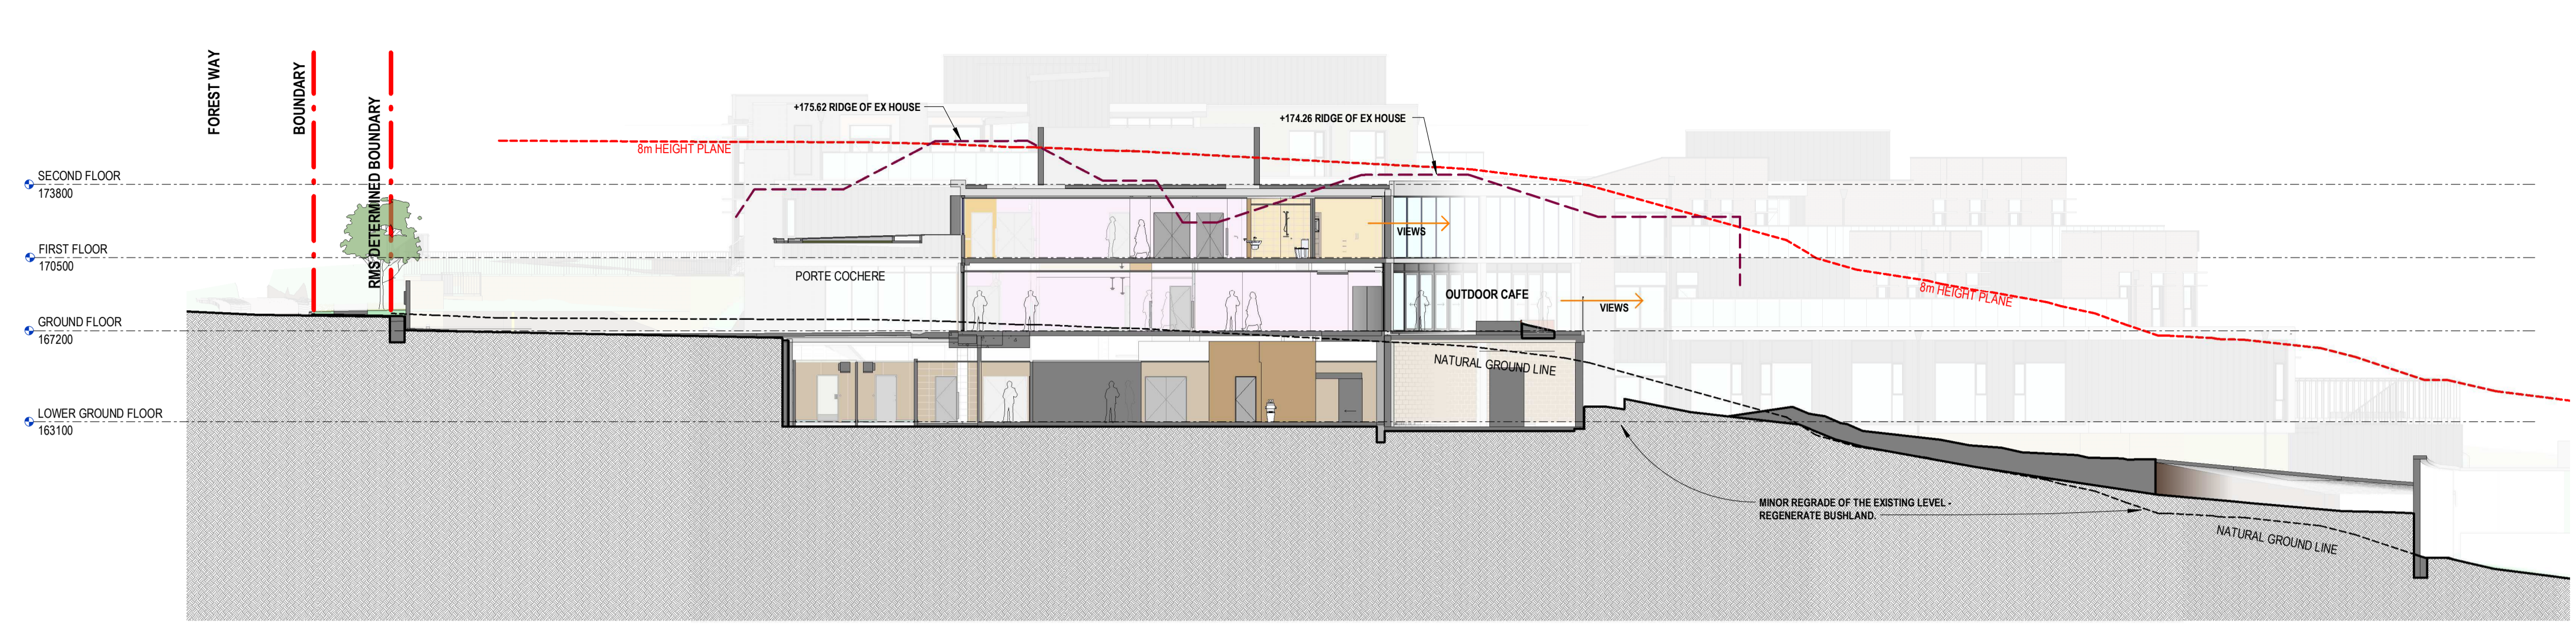 FOREST WAY
BOUNDARY
RMS DETERMINED BOUNDARY
+175.62 RIDGE OF EX HOUSE
+174.26 RIDGE OF EX HOUSE
8m HEIGHT PLANE
SECOND FLOOR
173800
FIRST FLOOR
170500
GROUND FLOOR
167200
LOWER GROUND FLOOR
163100
PORTE COCHERE
VIEWS
OUTDOOR CAFE
VIEWS
8m HEIGHT PLANE
NATURAL GROUND LINE
MINOR REGRADE OF THE EXISTING LEVEL -
REGENERATE BUSHLAND.
NATURAL GROUND LINE